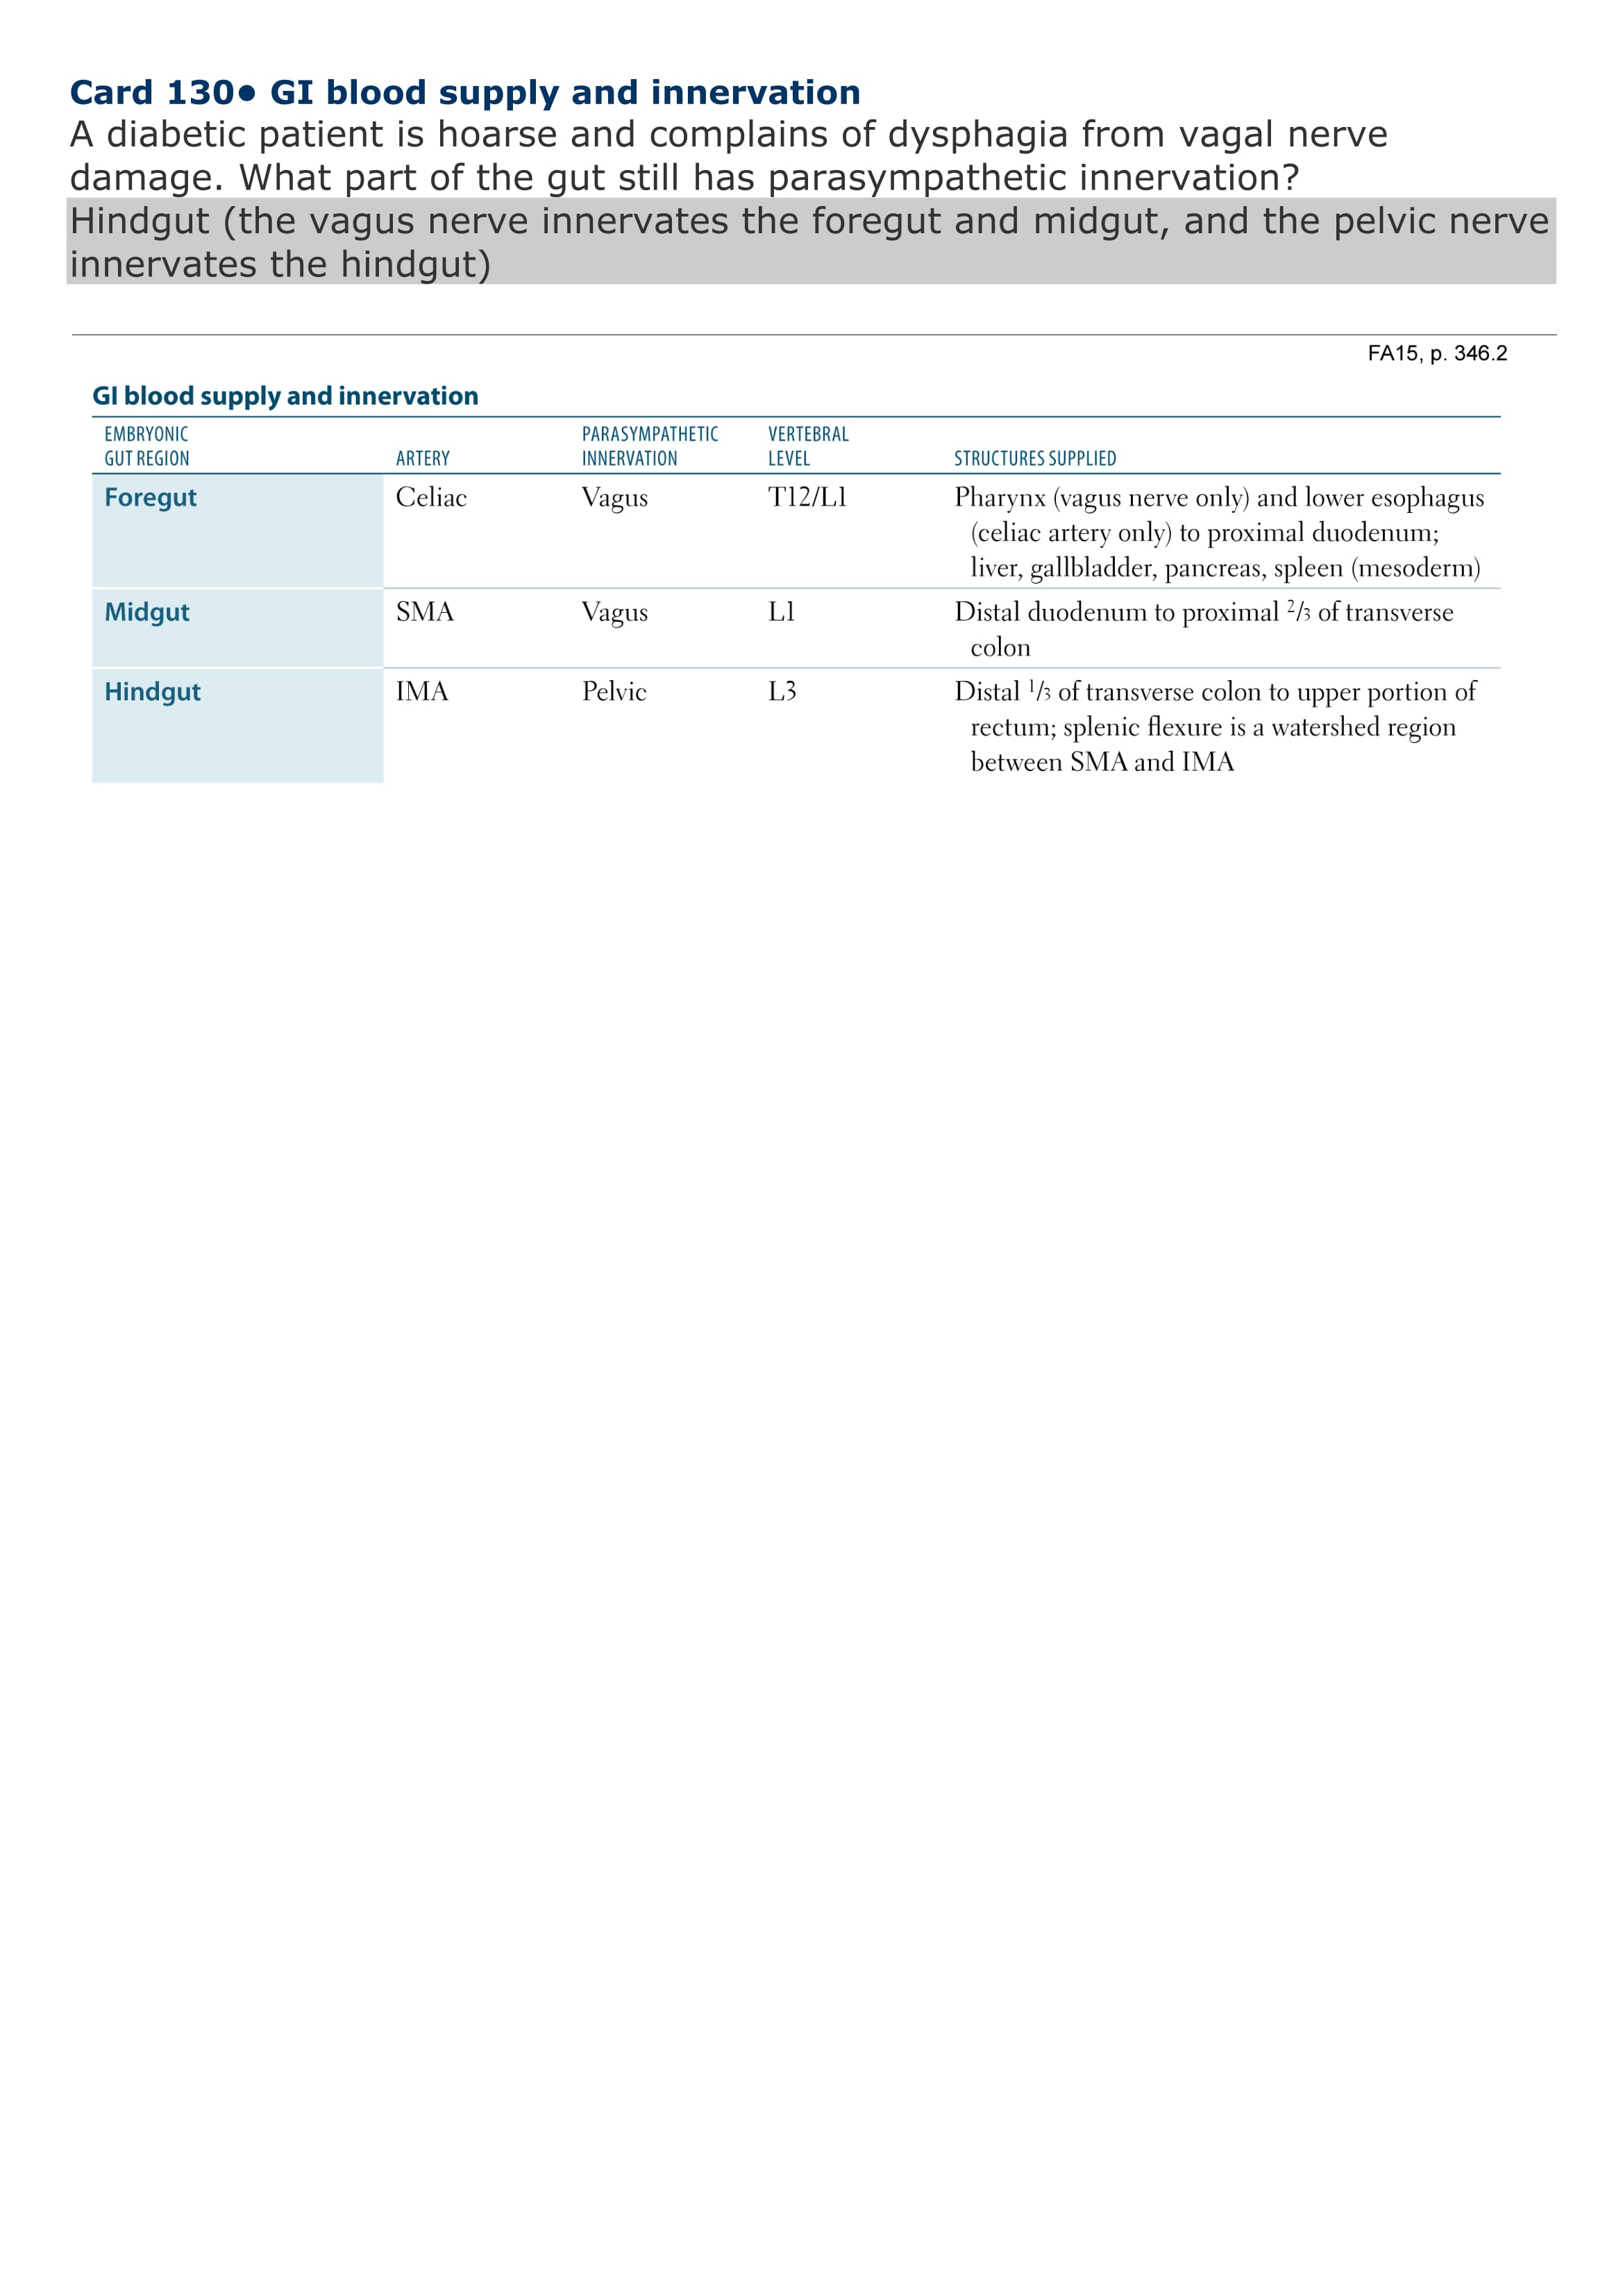 Card 130• GI blood supply and innervation
A diabetic patient is hoarse and complains of dysphagia from vagal nerve
damage. What part of the gut still has parasympathetic innervation?
Hindgut (the vagus nerve innervates the foregut and midgut, and the pelvic nerve
innervates the hindgut)
FA15, p. 346.2
GI blood supply and innervation
EMBRYONIC PARASYMPATHETIC VERTEBRAL
GUT REGION ARTERY INNERVATION LEVEL STRUCTURES SUPPLIED
Foregut Celiac Vagus T12/L1 Pharynx (vagus nerve only) and lower esophagus
(celiac artery only) to proximal duodenum;
liver, gallbladder, pancreas, spleen (mesoderm)
Midgut SMA Vagus L1 Distal duodenum to proximal 2/3 of transverse
colon
Hindgut IMA Pelvic L3 Distal 1/3 of transverse colon to upper portion of
rectum; splenic flexure is a watershed region
between SMA and IMA